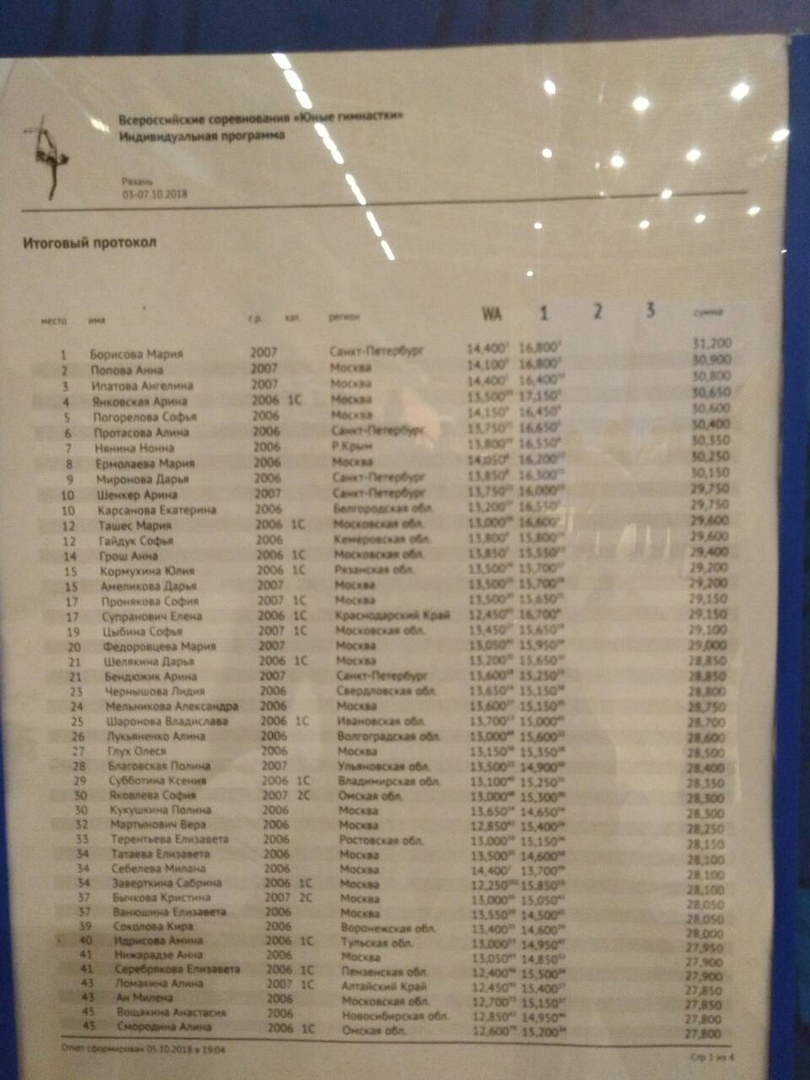 Всероссийские соревнования «Юные гимнастки»
Индивидуальная программа
Рязань
03-07.10.2018
Итоговый протокол
место имя г.р. кат. регион WA 1 2 3 сумма
1 Борисова Мария 2007 Санкт-Петербург 14,400 16,800 31,200
2 Попова Анна 2007 Москва 14,100 16,800 30,900
3 Ипатова Ангелина 2007 Москва 14,400 16,400 30,800
4 Янковская Арина 2006 1С Москва 13,500 17,150 30,650
5 Погорелова Софья 2006 Москва 14,150 16,450 30,600
6 Протасова Алина 2006 Санкт-Петербург 13,750 16,650 30,400
7 Нянина Нонна 2006 Р.Крым 13,800 16,550 30,350
8 Ермолаева Мария 2006 Москва 14,050 16,200 30,250
9 Миронова Дарья 2006 Санкт-Петербург 13,850 16,300 30,150
10 Шенкер Арина 2007 Санкт-Петербург 13,750 16,000 29,750
10 Карсанова Екатерина 2006 Белгородская обл. 13,200 16,550 29,750
12 Ташес Мария 2006 1С Московская обл. 13,000 16,600 29,600
12 Гайдук Софья 2006 Кемеровская обл. 13,800 15,800 29,600
14 Грош Анна 2006 1С Московская обл. 13,850 15,550 29,400
15 Кормухина Юлия 2006 1С Рязанская обл. 13,500 15,700 29,200
15 Амеликова Дарья 2007 Москва 13,500 15,700 29,200
17 Пронякова София 2007 1С Москва 13,500 15,650 29,150
17 Супранович Елена 2006 1С Краснодарский Край 12,450 16,700 29,150
19 Цыбина Софья 2007 1С Московская обл. 13,450 15,650 29,100
20 Федоровцева Мария 2007 Москва 13,050 15,950 29,000
21 Шелякина Дарья 2006 1С Москва 13,200 15,650 28,850
21 Бендюжик Арина 2007 Санкт-Петербург 13,600 15,250 28,850
23 Чернышова Лидия 2006 Свердловская обл. 13,650 15,150 28,800
24 Мельникова Александра 2006 Москва 13,600 15,150 28,750
25 Шаронова Владислава 2006 1С Ивановская обл. 13,700 15,000 28,700
26 Лукьяненко Алина 2006 Волгоградская обл. 13,000 15,600 28,600
27 Глух Олеся 2006 Москва 13,150 15,350 28,500
28 Благовская Полина 2007 Ульяновская обл. 13,500 14,900 28,400
29 Субботина Ксения 2006 1С Владимирская обл. 13,100 15,250 28,350
30 Яковлева София 2007 2С Омская обл. 13,000 15,300 28,300
30 Кукушкина Полина 2006 Москва 13,650 14,650 28,300
32 Мартынович Вера 2006 Москва 12,850 15,400 28,250
33 Терентьева Елизавета 2006 Ростовская обл. 13,000 15,150 28,150
34 Татаева Елизавета 2006 Москва 13,500 14,600 28,100
34 Себелева Милана 2006 Москва 14,400 13,700 28,100
34 Заверткина Сабрина 2006 1С Москва 12,250 15,850 28,100
37 Бычкова Кристина 2007 2С Москва 13,000 15,050 28,050
37 Ванюшина Елизавета 2006 Москва 13,550 14,500 28,050
39 Соколова Кира 2006 Воронежская обл. 13,400 14,600 28,000
40 Идрисова Амина 2006 1С Тульская обл. 13,000 14,950 27,950
41 Нижарадзе Анна 2006 Москва 13,050 14,850 27,900
41 Серебрякова Елизавета 2006 1С Пензенская обл. 12,400 15,500 27,900
43 Ломакина Алина 2007 1С Алтайский Край 12,450 15,400 27,850
43 Ан Милена 2006 Московская обл. 12,700 15,150 27,850
45 Вощакина Анастасия 2006 Новосибирская обл. 12,850 14,950 27,800
45 Смородина Алина 2006 1С Омская обл. 12,600 15,200 27,800
Отчет сформирован 05.10.2018 в 19:04
Стр 1 из 4